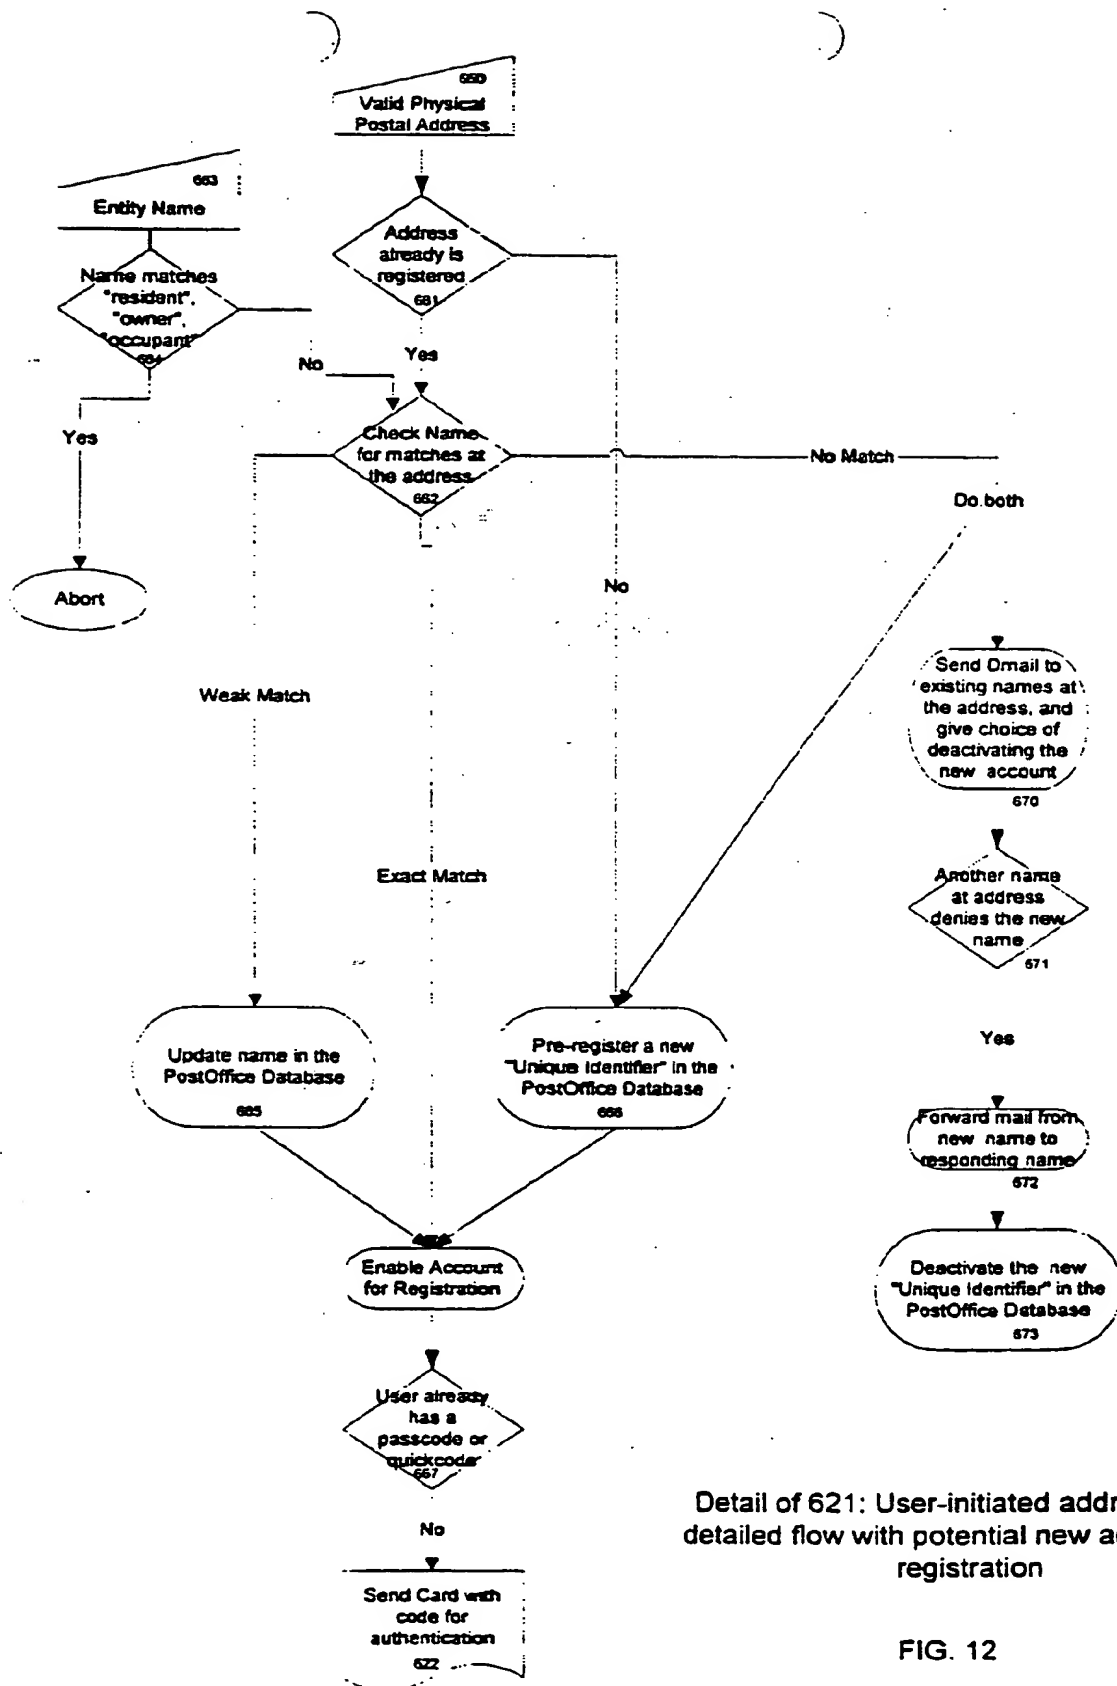 660
Valid Physical
Postal Address
663
Entity Name
Name matches
"resident",
"owner",
"occupant"
664
Address
already is
registered
661
No
Yes
Yes
Check Name
for matches at
the address
662
No Match
Do both
Abort
No
Weak Match
Send Dmail to
existing names at
the address, and
give choice of
deactivating the
new account
670
Exact Match
Another name
at address
denies the new
name
671
Update name in the
PostOffice Database
665
Pre-register a new
"Unique Identifier" in the
PostOffice Database
666
Yes
Forward mail from
new name to
responding name
672
Enable Account
for Registration
Deactivate the new
"Unique Identifier" in the
PostOffice Database
673
User already
has a
passcode or
quickcode
667
No
Send Card with
code for
authentication
622
Detail of 621: User-initiated
detailed flow with potential new
registration
FIG. 12